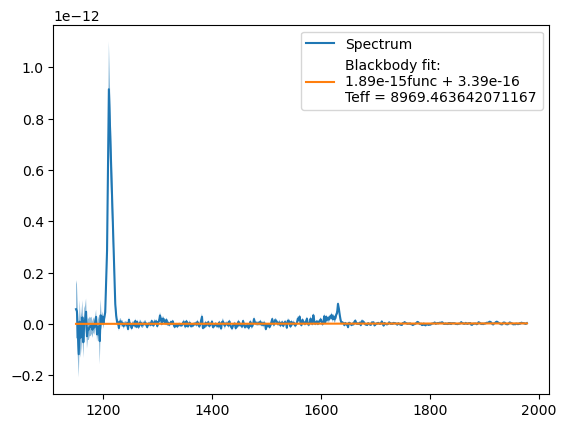 1e−12
Spectrum
Blackbody fit:
1.89e-15func + 3.39e-16
Teff = 8969.463642071167
1.0
0.8
0.6
0.4
0.2
0.0
−0.2
1200 1400 1600 1800 2000